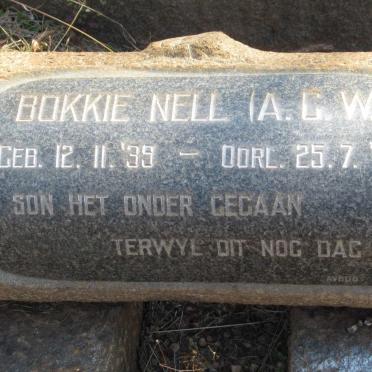 BOKKIE NELL (A. G. W
GEB. 12. 11. '39 — OORL. 25. 7. '
SON HET ONDER GEGAAN
TERWYL DIT NOG DAG